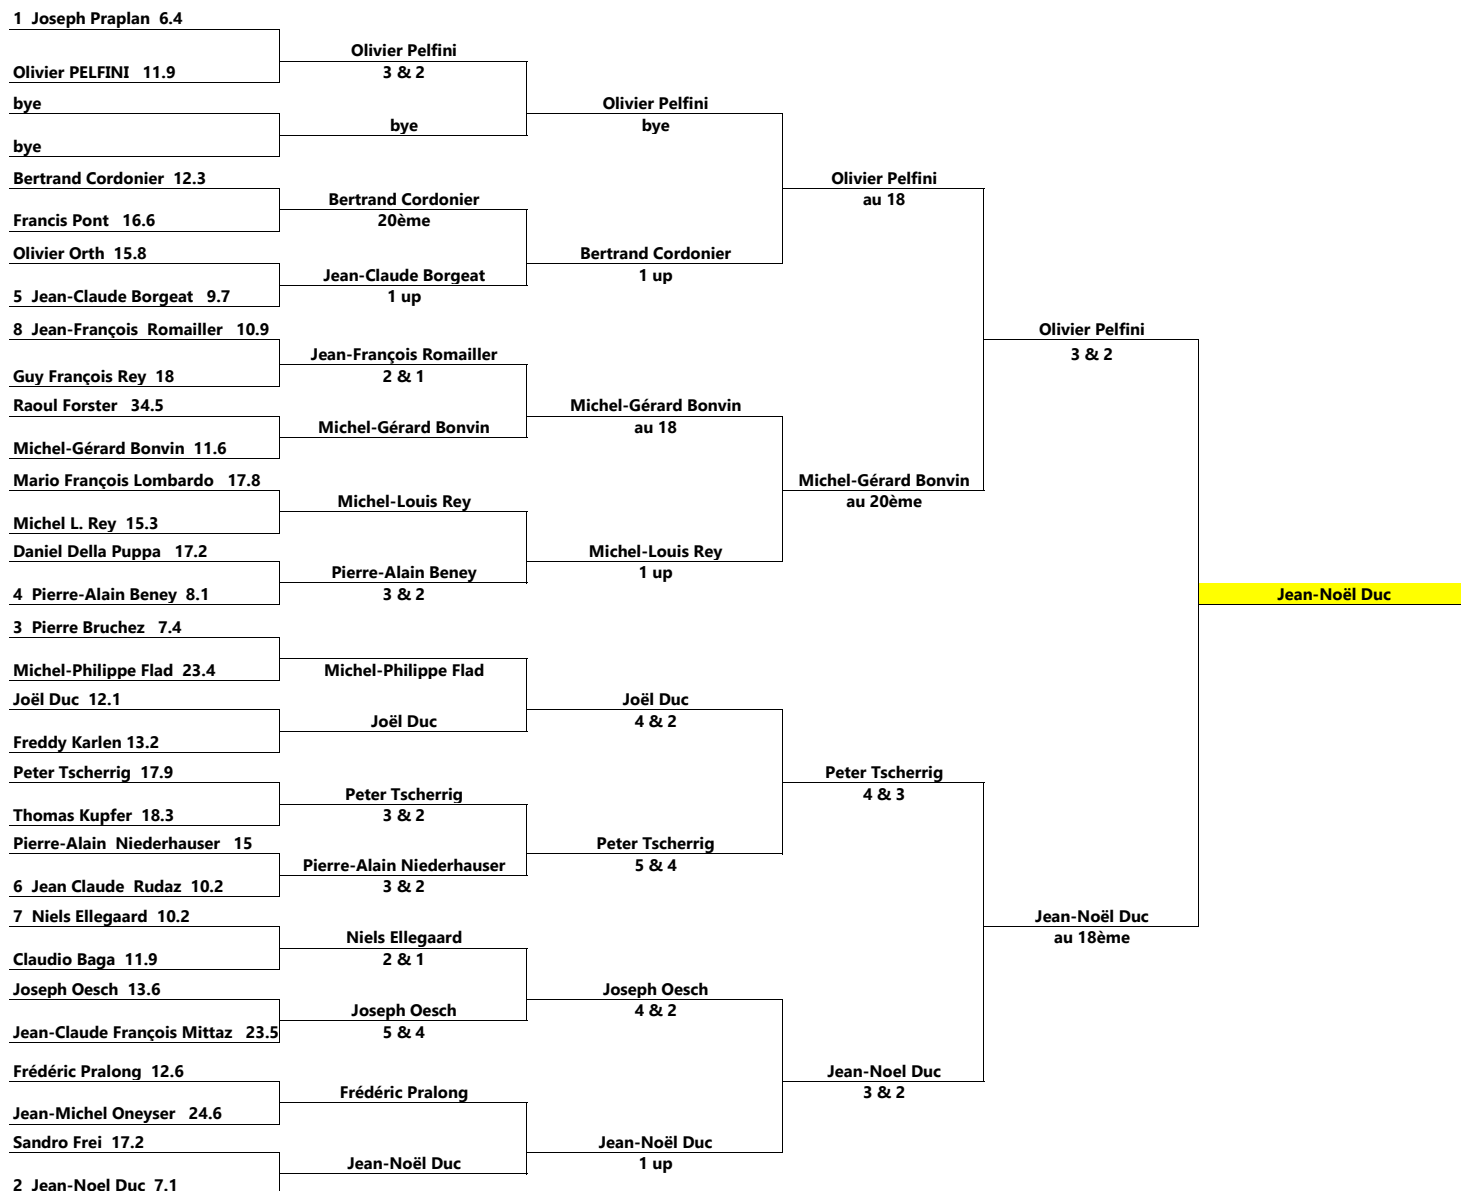 1 Joseph Praplan 6.4
Olivier Pelfini
Olivier PELFINI 11.9
3 & 2
bye
Olivier Pelfini
bye
bye
bye
Bertrand Cordonier 12.3
Olivier Pelfini
Bertrand Cordonier
au 18
Francis Pont 16.6
20ème
Olivier Orth 15.8
Bertrand Cordonier
Jean-Claude Borgeat
1 up
5 Jean-Claude Borgeat 9.7
1 up
8 Jean-François Romailler 10.9
Olivier Pelfini
Jean-François Romailler
3 & 2
Guy François Rey 18
2 & 1
Raoul Forster 34.5
Michel-Gérard Bonvin
Michel-Gérard Bonvin
au 18
Michel-Gérard Bonvin 11.6
Mario François Lombardo 17.8
Michel-Gérard Bonvin
Michel-Louis Rey
au 20ème
Michel L. Rey 15.3
Daniel Della Puppa 17.2
Michel-Louis Rey
Pierre-Alain Beney
1 up
4 Pierre-Alain Beney 8.1
3 & 2
Jean-Noël Duc
3 Pierre Bruchez 7.4
Michel-Philippe Flad 23.4
Michel-Philippe Flad
Joël Duc 12.1
Joël Duc
Joël Duc
4 & 2
Freddy Karlen 13.2
Peter Tscherrig 17.9
Peter Tscherrig
Peter Tscherrig
4 & 3
Thomas Kupfer 18.3
3 & 2
Pierre-Alain Niederhauser 15
Peter Tscherrig
Pierre-Alain Niederhauser
5 & 4
6 Jean Claude Rudaz 10.2
3 & 2
7 Niels Ellegaard 10.2
Jean-Noël Duc
Niels Ellegaard
au 18ème
Claudio Baga 11.9
2 & 1
Joseph Oesch 13.6
Joseph Oesch
Joseph Oesch
4 & 2
Jean-Claude François Mittaz 23.5
5 & 4
Frédéric Pralong 12.6
Jean-Noel Duc
Frédéric Pralong
3 & 2
Jean-Michel Oneyser 24.6
Sandro Frei 17.2
Jean-Noël Duc
Jean-Noël Duc
1 up
2 Jean-Noel Duc 7.1